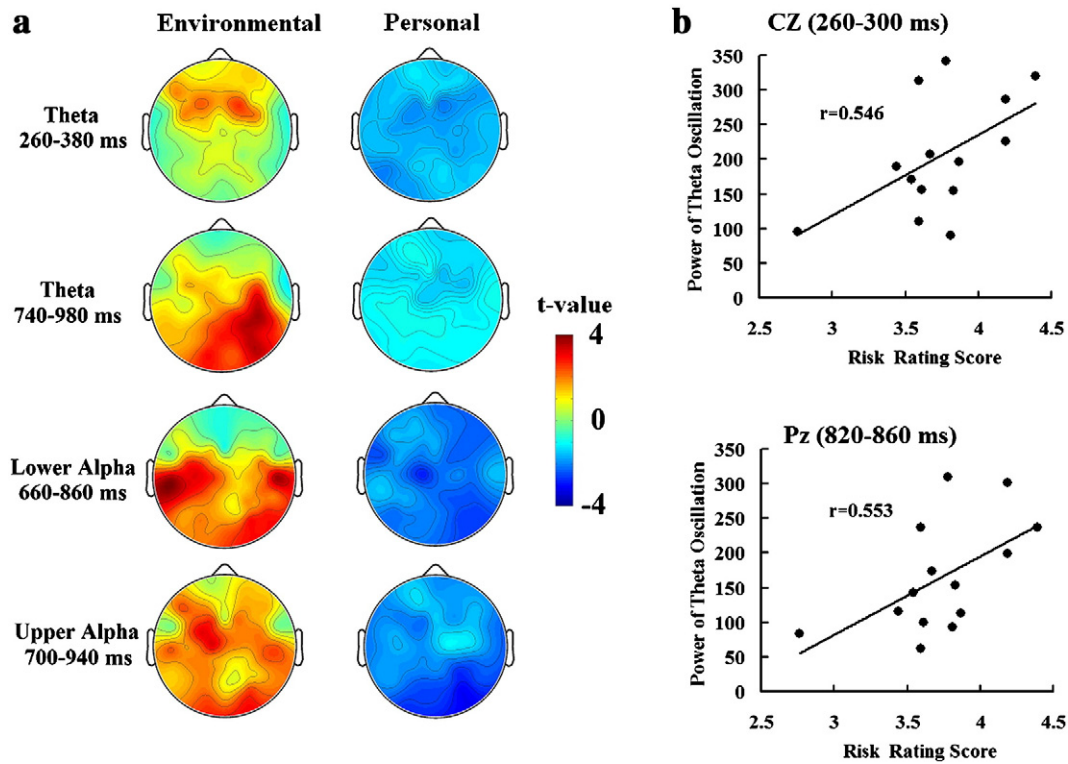 a
Environmental Personal
Theta
260-380 ms
Theta
740-980 ms
Lower Alpha
660-860 ms
Upper Alpha
700-940 ms
t-value
4
0
-4
b
CZ (260-300 ms)
Power of Theta Oscillation
350
300
250
200
150
100
50
0
r=0.546
2.5 3 3.5 4 4.5
Risk Rating Score
Pz (820-860 ms)
Power of Theta Oscillation
350
300
250
200
150
100
50
0
r=0.553
2.5 3 3.5 4 4.5
Risk Rating Score